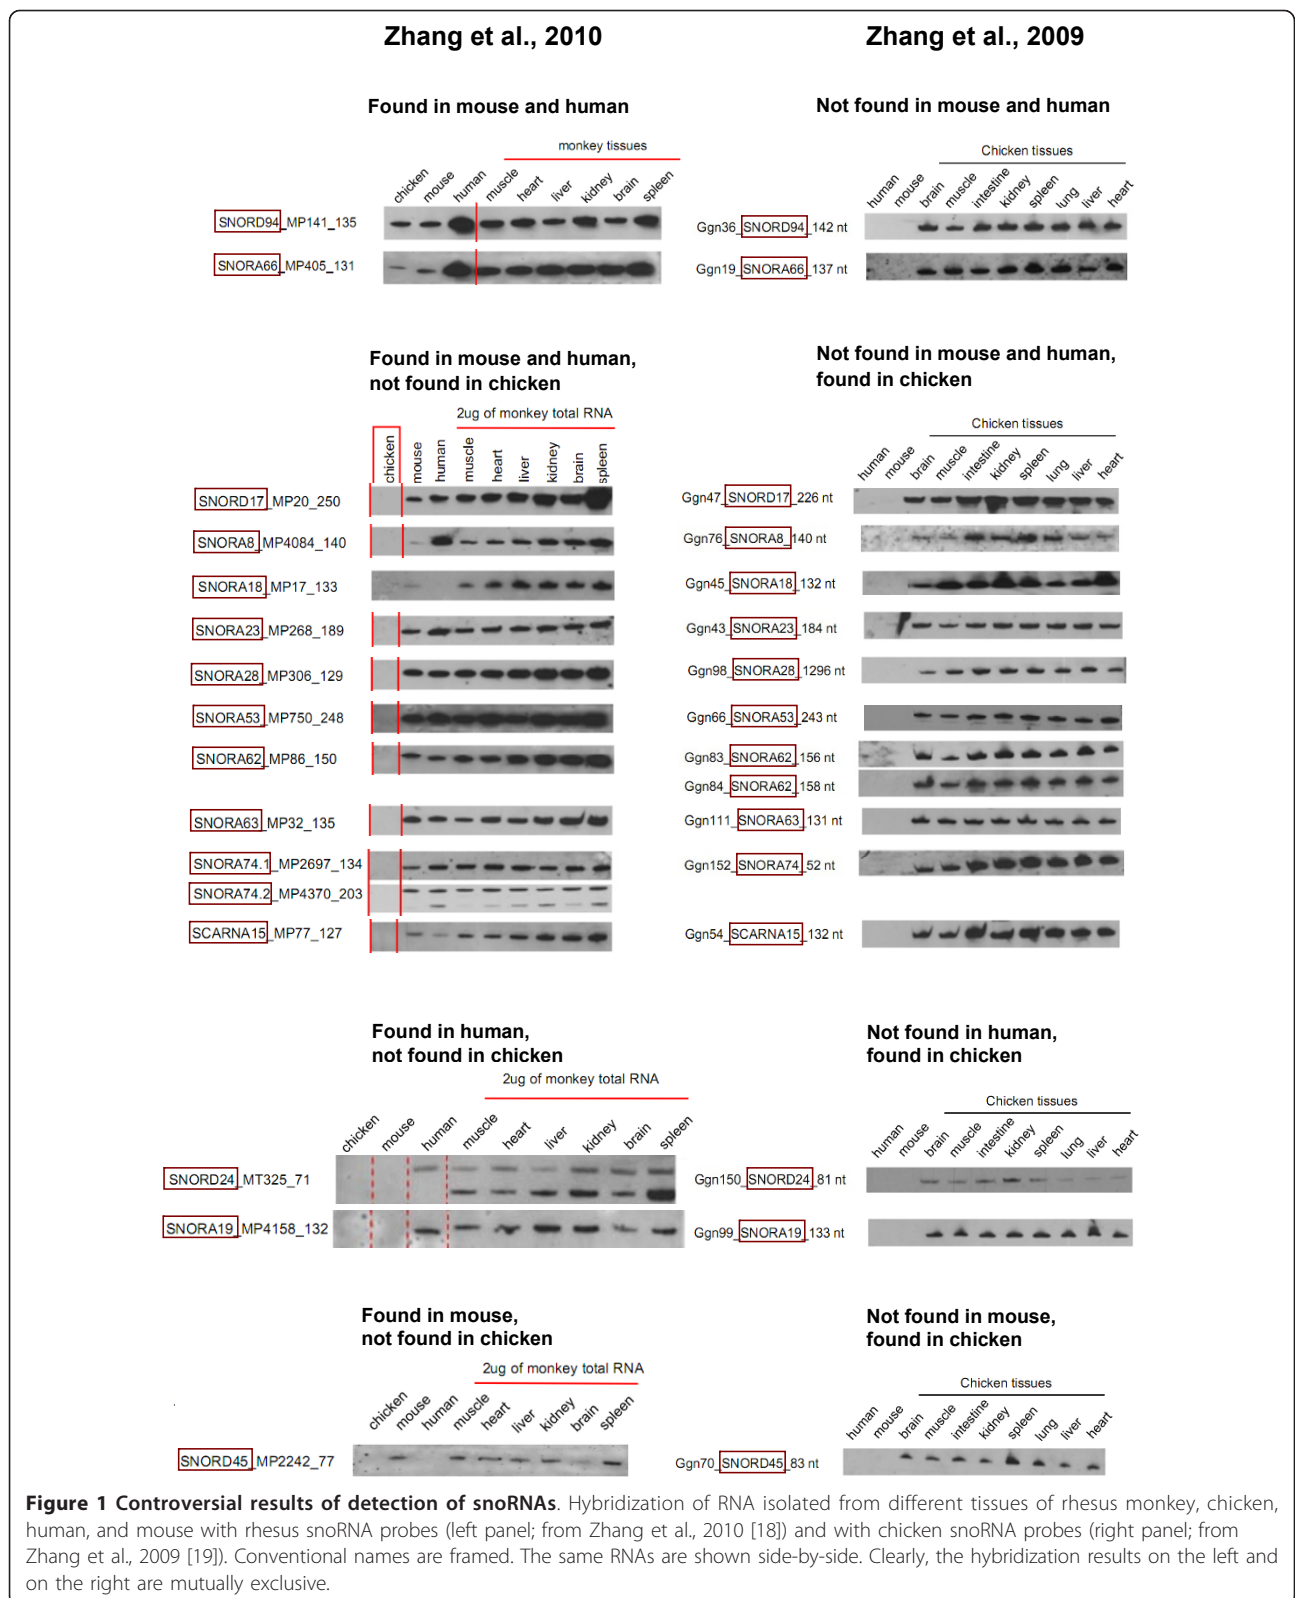 Zhang et al., 2010
Zhang et al., 2009
Found in mouse and human
Not found in mouse and human
monkey tissues
chicken mouse human muscle heart liver kidney brain spleen
Chicken tissues
human mouse brain muscle intestine kidney spleen lung liver heart
SNORD94_MP141_135
Ggn36_SNORD94_142 nt
SNORA66_MP405_131
Ggn19_SNORA66_137 nt
Found in mouse and human,
not found in chicken
Not found in mouse and human,
found in chicken
2ug of monkey total RNA
chicken mouse human muscle heart liver kidney brain spleen
Chicken tissues
human mouse brain muscle intestine kidney spleen lung liver heart
SNORD17_MP20_250
Ggn47_SNORD17_226 nt
SNORA8_MP4084_140
Ggn76_SNORA8_140 nt
SNORA18_MP17_133
Ggn45_SNORA18_132 nt
SNORA23_MP268_189
Ggn43_SNORA23_184 nt
SNORA28_MP306_129
Ggn98_SNORA28_1296 nt
SNORA53_MP750_248
Ggn66_SNORA53_243 nt
SNORA62_MP86_150
Ggn83_SNORA62_156 nt
Ggn84_SNORA62_158 nt
SNORA63_MP32_135
Ggn111_SNORA63_131 nt
SNORA74.1_MP2697_134
Ggn152_SNORA74_52 nt
SNORA74.2_MP4370_203
SCARNA15_MP77_127
Ggn54_SCARNA15_132 nt
Found in human,
not found in chicken
Not found in human,
found in chicken
2ug of monkey total RNA
chicken mouse human muscle heart liver kidney brain spleen
Chicken tissues
human mouse brain muscle intestine kidney spleen lung liver heart
SNORD24_MT325_71
Ggn150_SNORD24_81 nt
SNORA19_MP4158_132
Ggn99_SNORA19_133 nt
Found in mouse,
not found in chicken
Not found in mouse,
found in chicken
2ug of monkey total RNA
chicken mouse human muscle heart liver kidney brain spleen
Chicken tissues
human mouse brain muscle intestine kidney spleen lung liver heart
SNORD45_MP2242_77
Ggn70_SNORD45_83 nt
Figure 1 Controversial results of detection of snoRNAs. Hybridization of RNA isolated from different tissues of rhesus monkey, chicken,
human, and mouse with rhesus snoRNA probes (left panel; from Zhang et al., 2010 [18]) and with chicken snoRNA probes (right panel; from
Zhang et al., 2009 [19]). Conventional names are framed. The same RNAs are shown side-by-side. Clearly, the hybridization results on the left and
on the right are mutually exclusive.